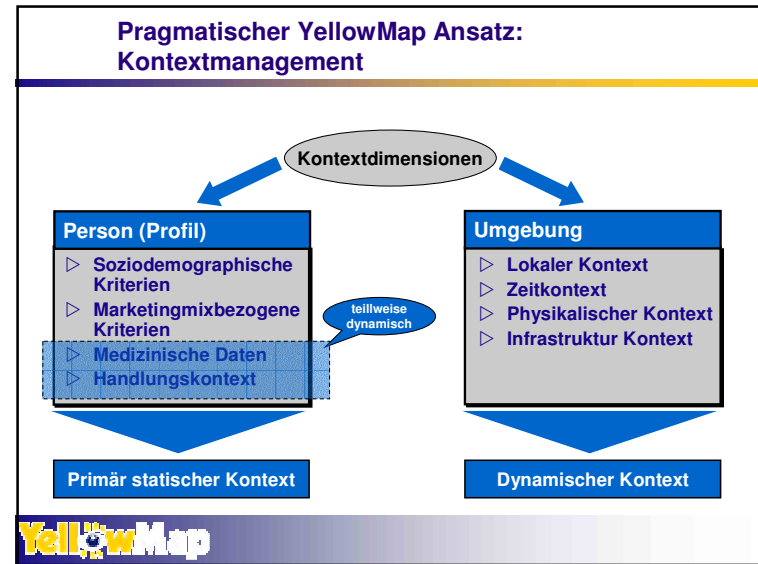 Pragmatischer YellowMap Ansatz:
Kontextmanagement
Kontextdimensionen
Person (Profil)
Soziodemographische
Kriterien
Marketingmixbezogene
Kriterien
Medizinische Daten
Handlungskontext
teillweise
dynamisch
Primär statischer Kontext
Umgebung
Lokaler Kontext
Zeitkontext
Physikalischer Kontext
Infrastruktur Kontext
Dynamischer Kontext
YellowMap